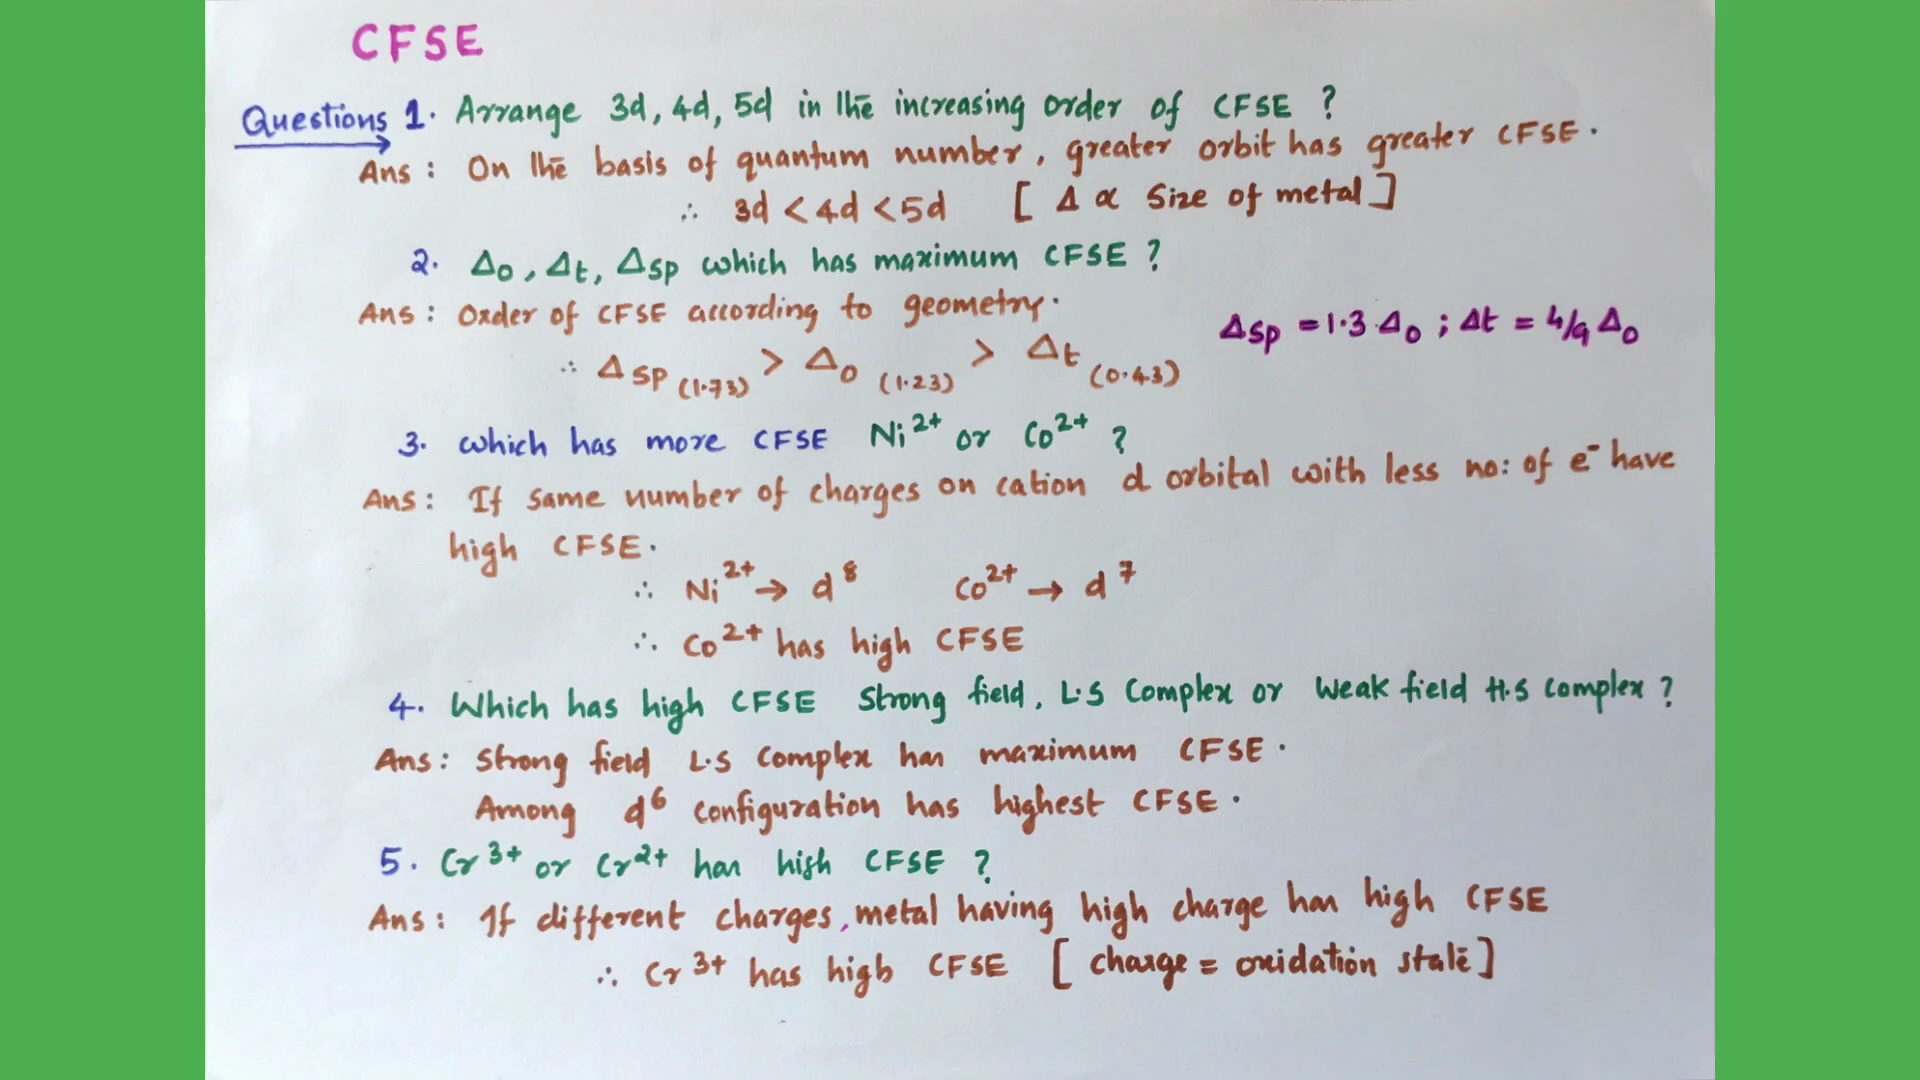 CFSE
Questions 1. Arrange 3d, 4d, 5d in the increasing order of CFSE ?
Ans : On the basis of quantum number, greater orbit has greater CFSE.
∴ 3d < 4d < 5d [ Δ ∝ Size of metal ]
2. Δo, Δt, Δsp which has maximum CFSE ?
Ans : Order of CFSE according to geometry.
Δsp = 1.3 Δo ; Δt = 4/9 Δo
∴ Δsp (1.73) > Δo (1.23) > Δt (0.43)
3. which has more CFSE Ni²⁺ or Co²⁺ ?
Ans : If same number of charges on cation d orbital with less no: of e⁻ have
high CFSE.
∴ Ni²⁺ → d⁸ Co²⁺ → d⁷
∴ Co²⁺ has high CFSE
4. Which has high CFSE Strong field, L.S Complex or Weak field H.S complex ?
Ans : Strong field L.S Complex has maximum CFSE.
Among d⁶ configuration has highest CFSE.
5. Cr³⁺ or Cr²⁺ has high CFSE ?
Ans : If different charges, metal having high charge has high CFSE
∴ Cr³⁺ has high CFSE [ charge = oxidation state ]